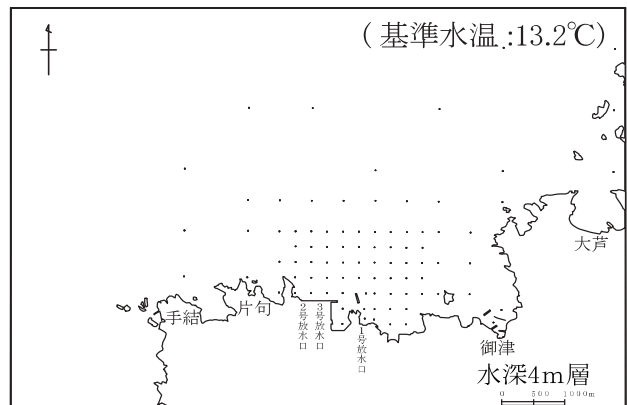 (基準水温:13.2℃)
大芦
手結
片句
2号放水口
3号放水口
1号放水口
御津
水深4m層
0 500 1000m